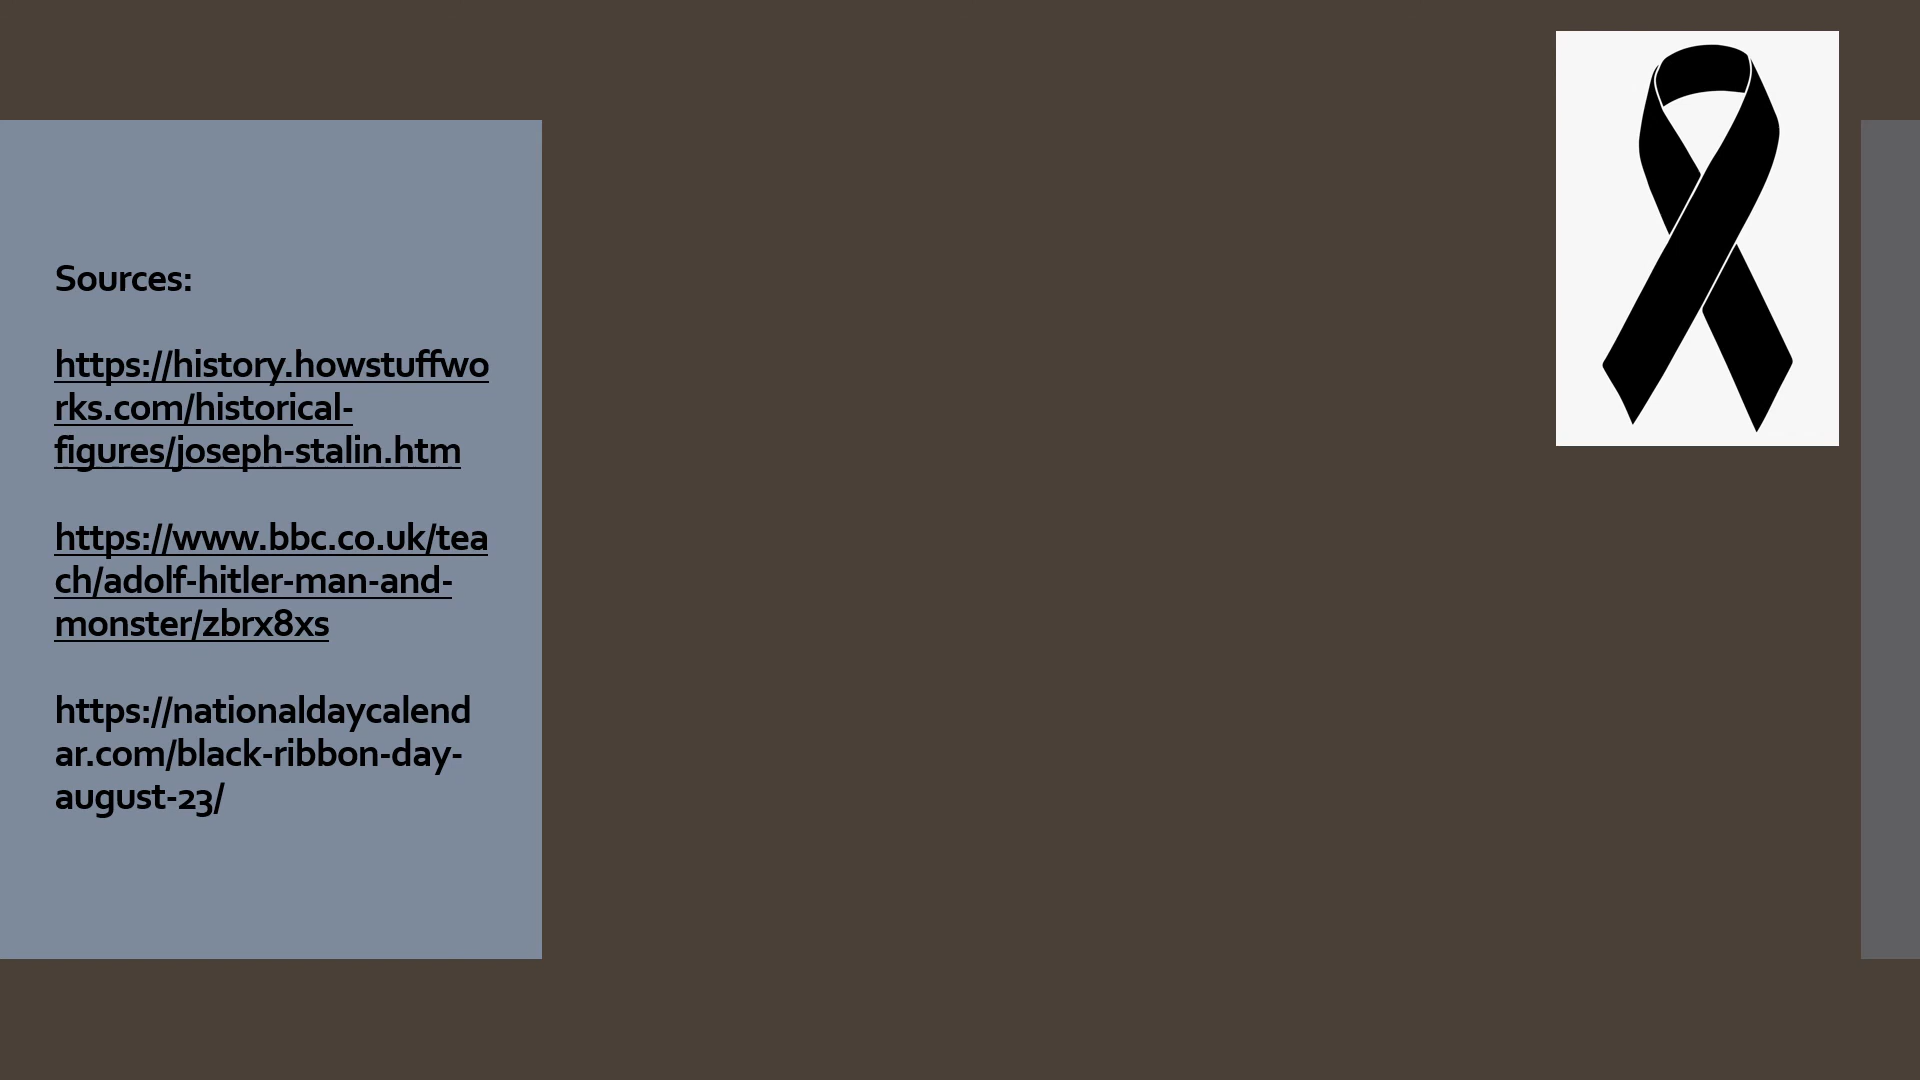 Sources:
https://history.howstuffwo
rks.com/historical-
figures/joseph-stalin.htm
https://www.bbc.co.uk/tea
ch/adolf-hitler-man-and-
monster/zbrx8xs
https://nationaldaycalend
ar.com/black-ribbon-day-
august-23/